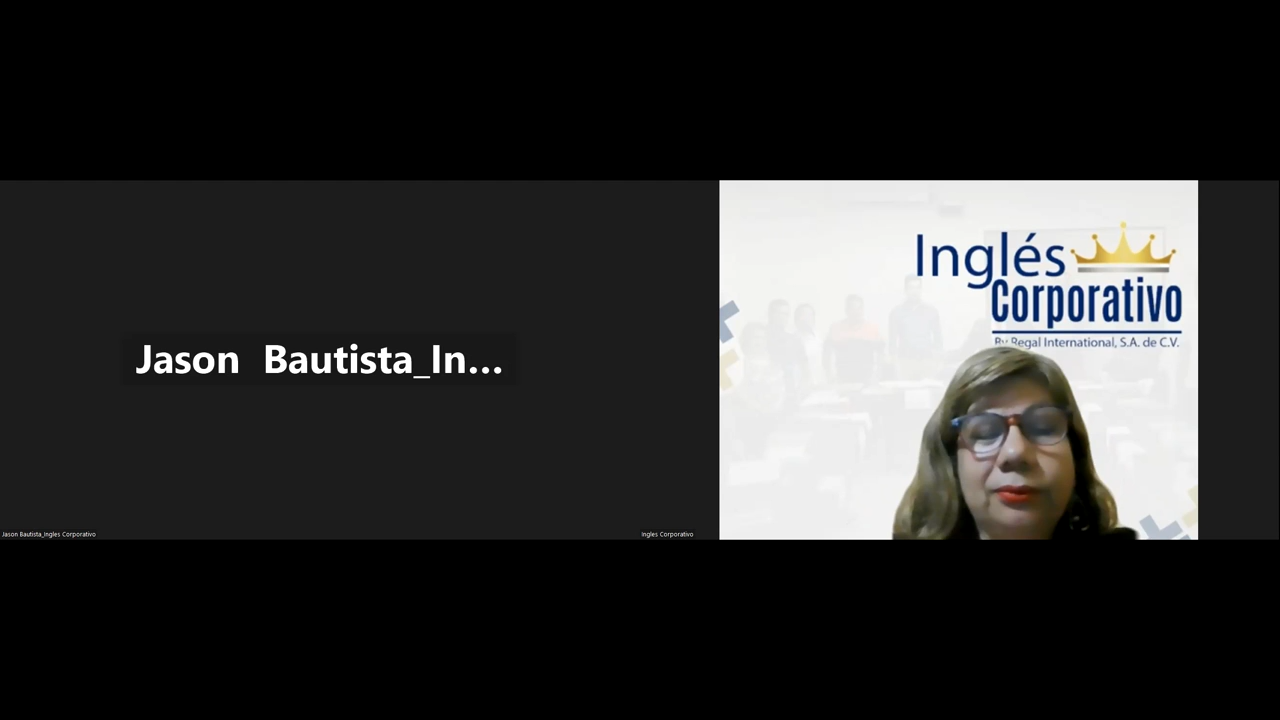 Jason Bautista_In...
Jason Bautista_Ingles Corporativo
Ingles Corporativo
Inglés
Corporativo
By Regal International, S.A. de C.V.